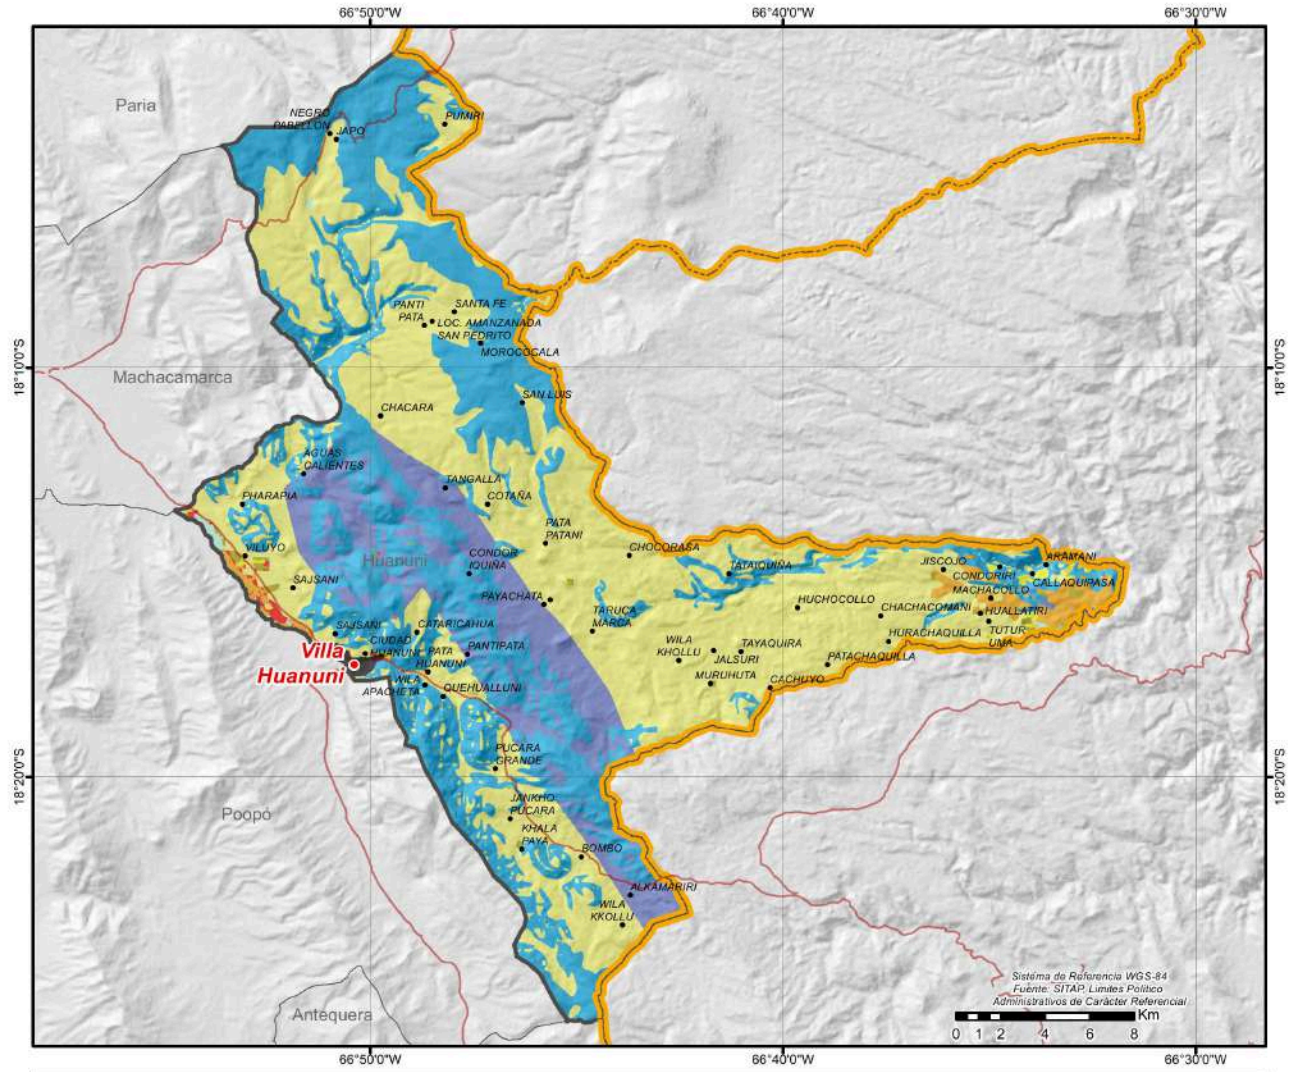 66°50'0"W
66°40'0"W
66°30'0"W
Paria
NEGRO
PABELLON
JAPO
PUMIRI
SANTA FE
PANTI
PATA
LOC. AMANZANADA
SAN PEDRITO
MOROCOCALA
18°10'0"S
18°10'0"S
Machacamarca
SAN LUIS
CHACARA
AGUAS
CALIENTES
TANGALLA
PHARAPIA
COTAÑA
PATA
PATANI
VILUYO
Huanuni
CONDOR
IQUIÑA
CHOCORASA
TATAIQUIÑA
JISCOJO
ARAMANI
CONDORIRI
CALLAQUIPASA
SAJSANI
MACHACOLLO
PAYACHATA
HUCHOCOLLO
CHACHACOMANI
HUALLATIRI
TARUCA
MARCA
SAJSANI
CATARICAHUA
TUTUR
UMA
HURACHAQUILLA
CIUDAD
HUANUNI
PATA
HUANUNI
PANTIPATA
WILA
KHOLLU
TAYAQUIRA
JALSURI
PATACHAQUILLA
Villa
Huanuni
WILA
APACHETA
QUEHUALLUNI
MURUHUTA
CACHUYO
PUCARA
GRANDE
18°20'0"S
18°20'0"S
JANKHO
PUCARA
Poopó
KHALA
PAYA
BOMBO
ALKAMARIRI
WILA
KKOLLU
Antequera
Sistema de Referencia WGS-84
Fuente: SITAP, Limites Político
Administrativos de Carácter Referencial
Km
0 1 2 4 6 8
66°50'0"W
66°40'0"W
66°30'0"W